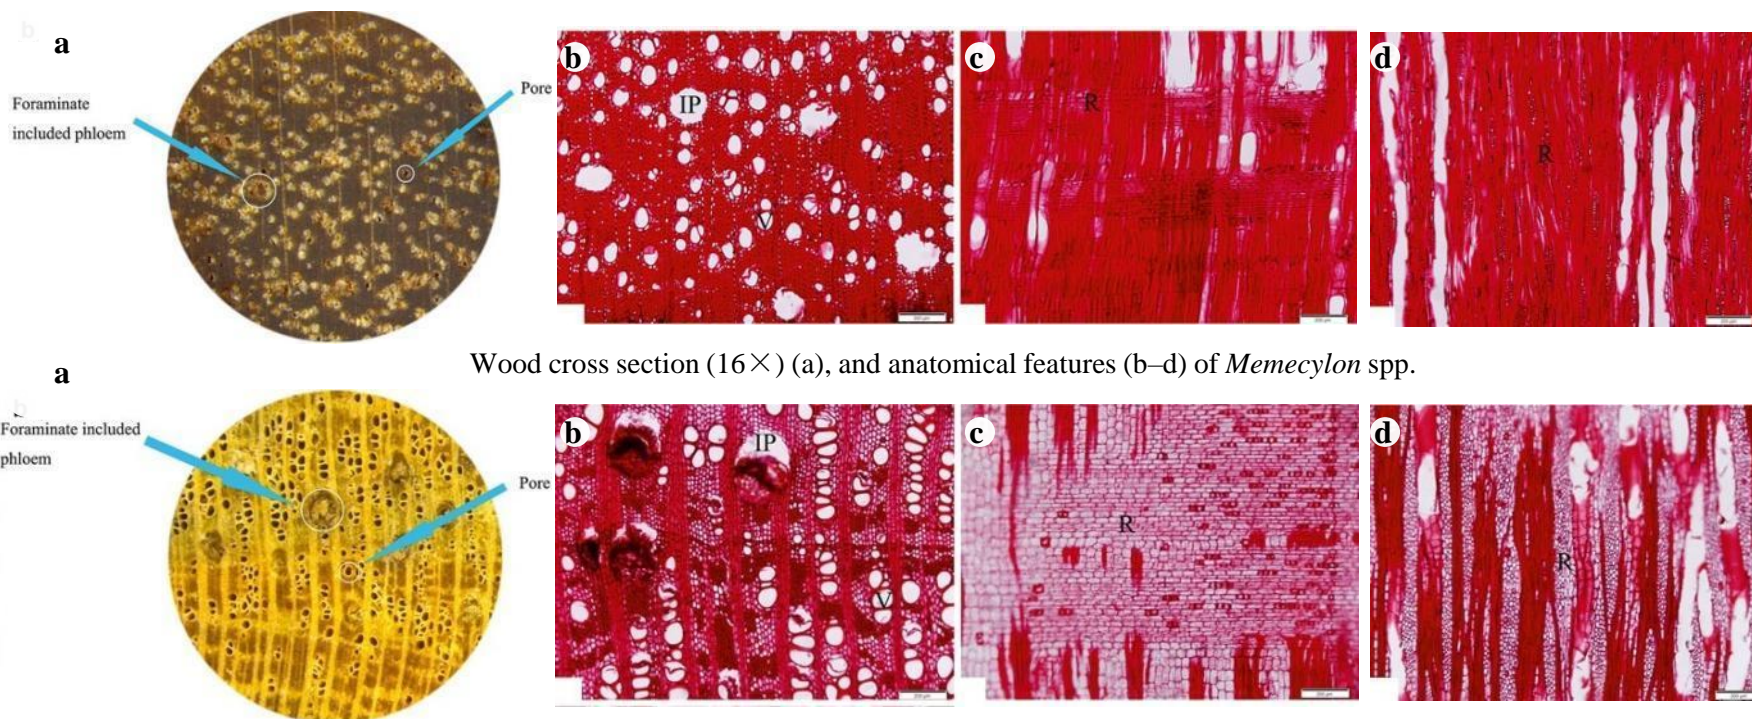 a
Foraminate
included phloem
Pore
b
IP
V
c
R
d
R
Wood cross section (16×) (a), and anatomical features (b–d) of Memecylon spp.
a
Foraminate included
phloem
Pore
b
IP
V
c
R
d
R